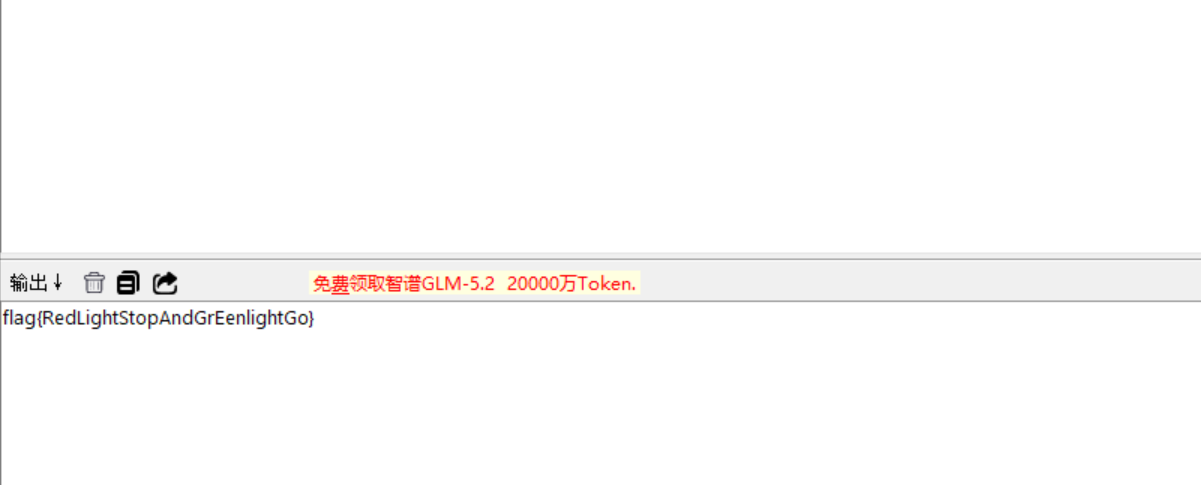 输出↓
免费领取智谱GLM-5.2 20000万Token.
flag{RedLightStopAndGrEenlightGo}